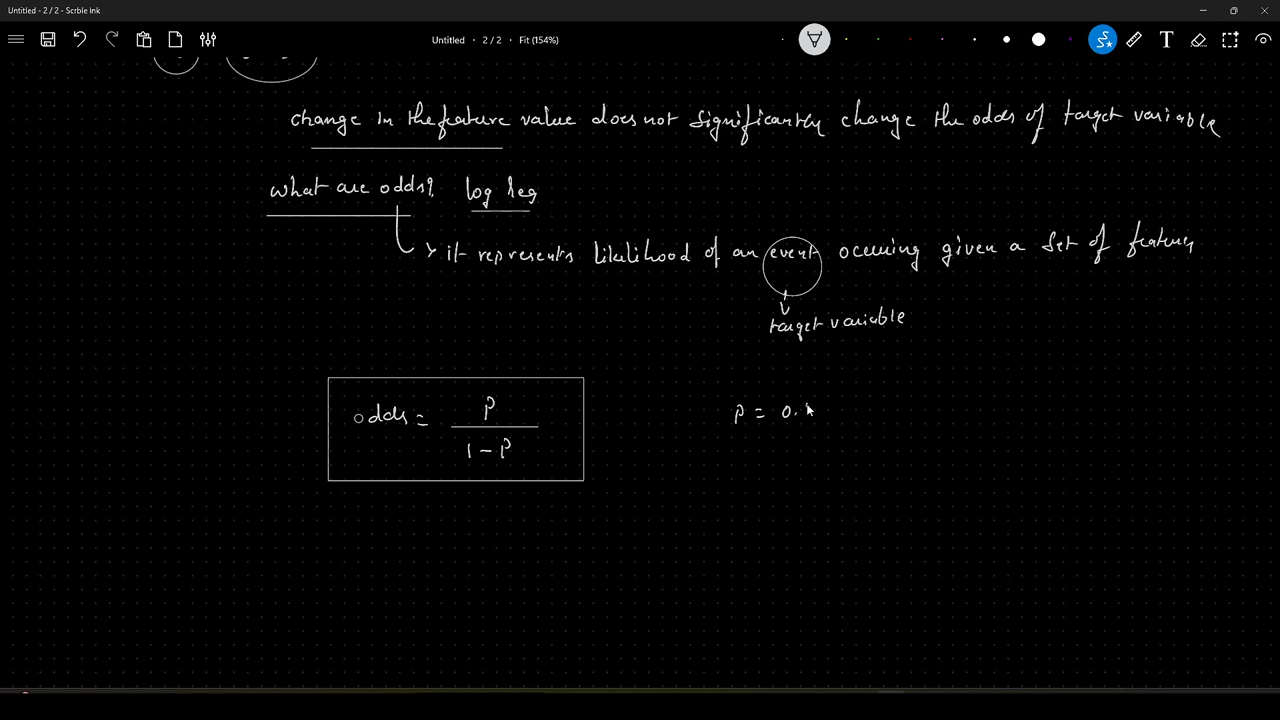 Untitled - 2 / 2 - Scrble Ink
Untitled · 2 / 2 · Fit (154%)
T
change in the feature value does not significantly change the odds of target variable
what are odds? log reg
it represents likelihood of an event occuring given a set of features
target variable
odds = P
1 - P
P = 0.